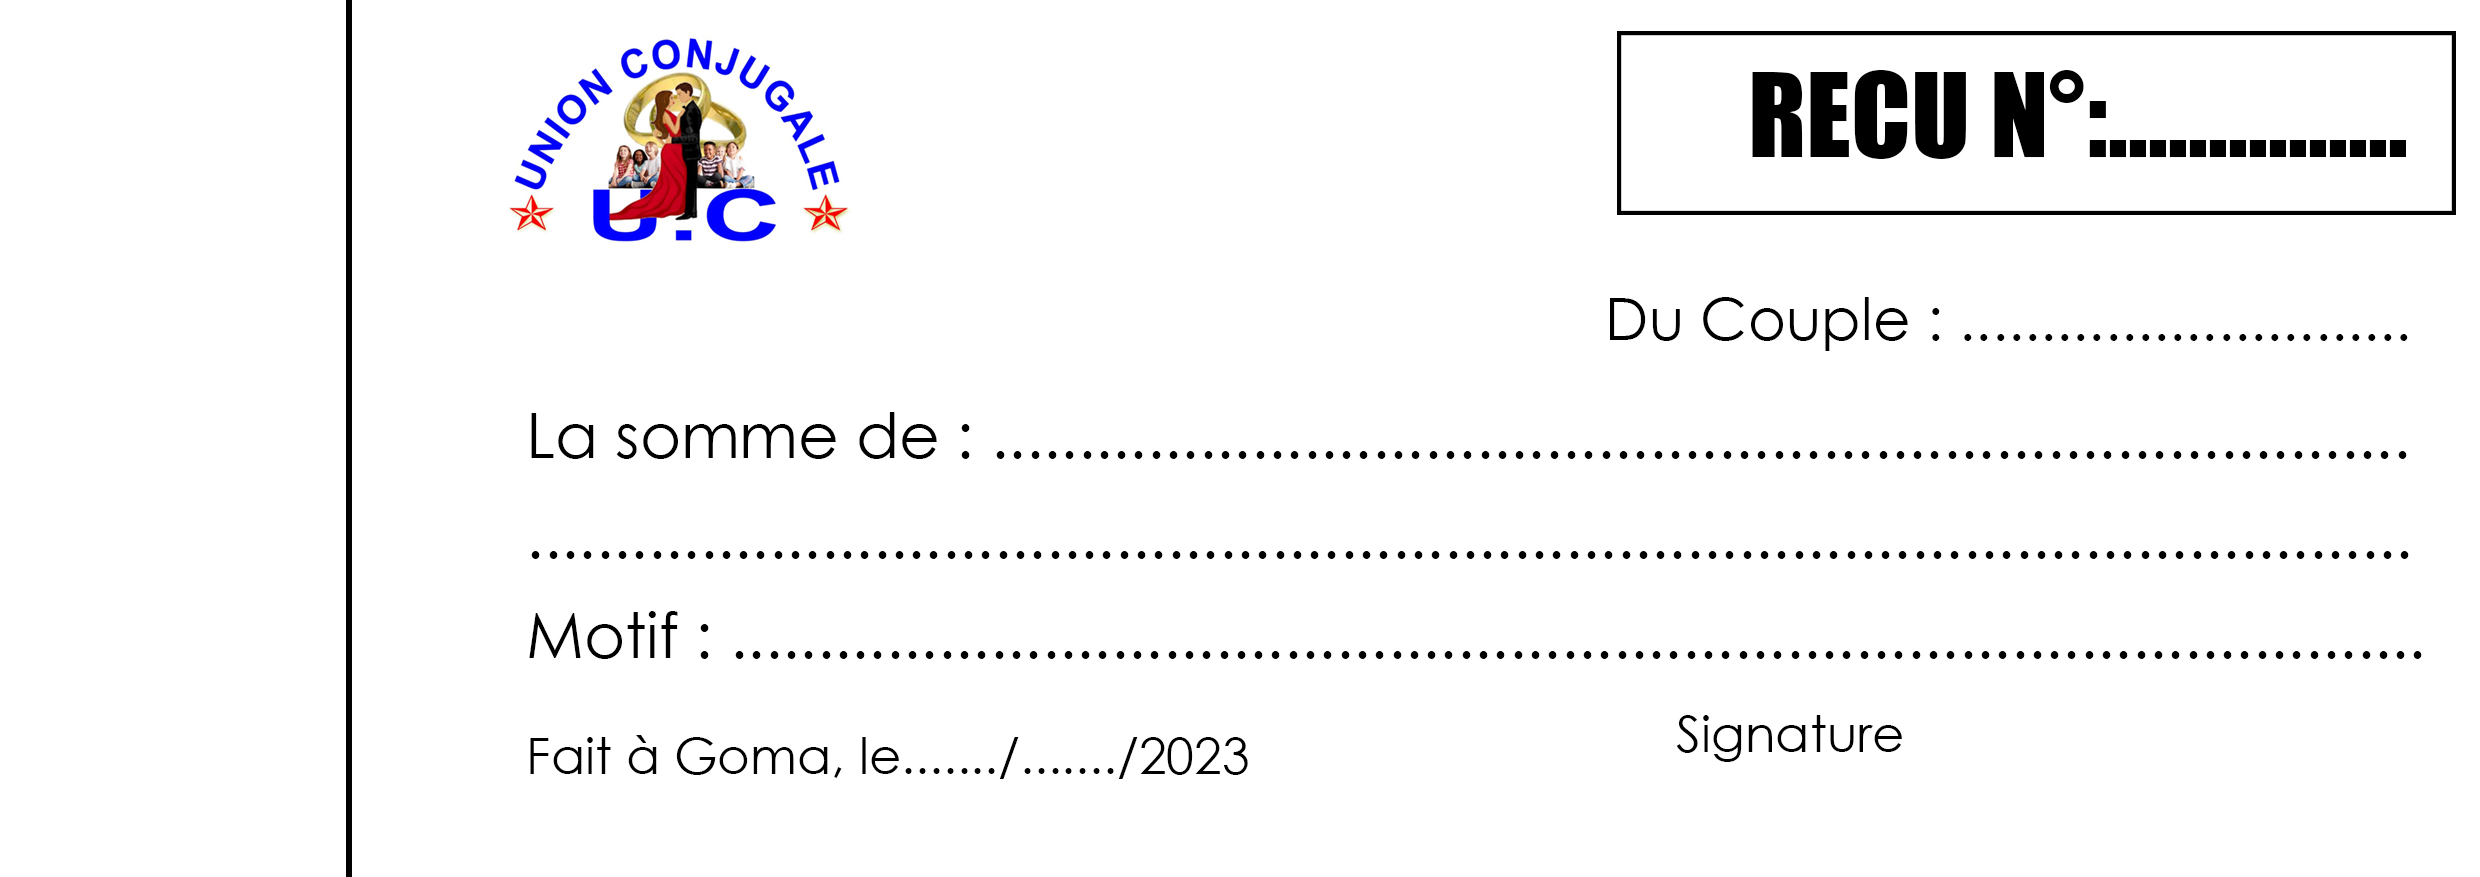 UNION CONJUGALE
U.C
RECU N°:...............
Du Couple : ............................
La somme de : ..................................................................................
.............................................................................................................
Motif : ..................................................................................................
Signature
Fait à Goma, le......./......./2023